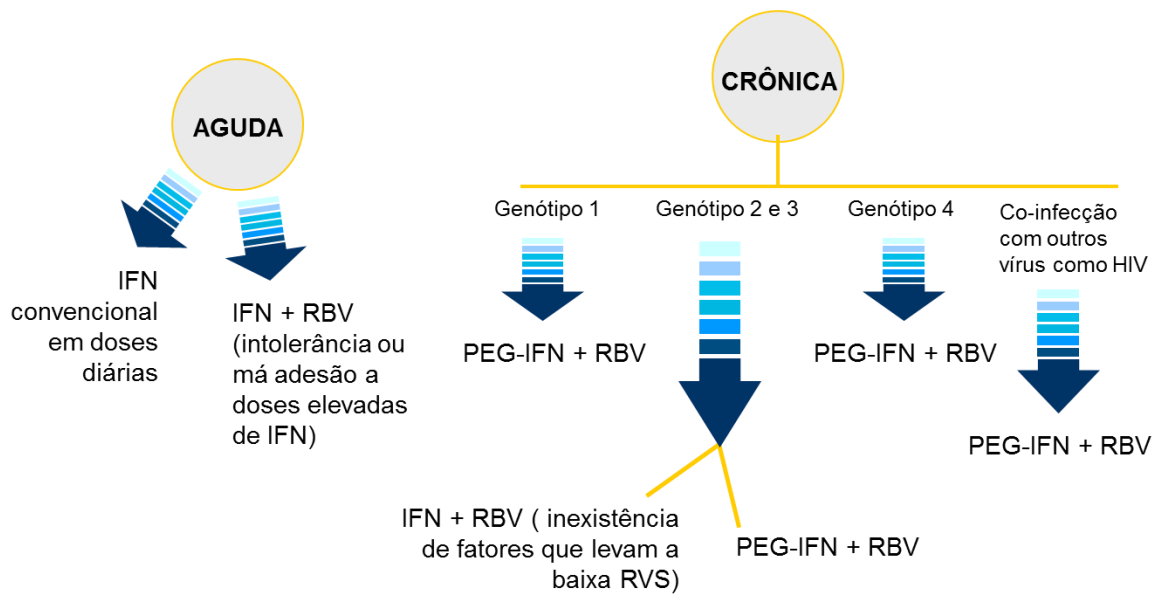 AGUDA
IFN
convencional
em doses
diárias
IFN + RBV
(intolerância ou
má adesão a
doses elevadas
de IFN)
CRÔNICA
Genótipo 1
PEG-IFN + RBV
Genótipo 2 e 3
IFN + RBV ( inexistência
de fatores que levam a
baixa RVS)
PEG-IFN + RBV
Genótipo 4
PEG-IFN + RBV
Co-infecção
com outros
vírus como HIV
PEG-IFN + RBV